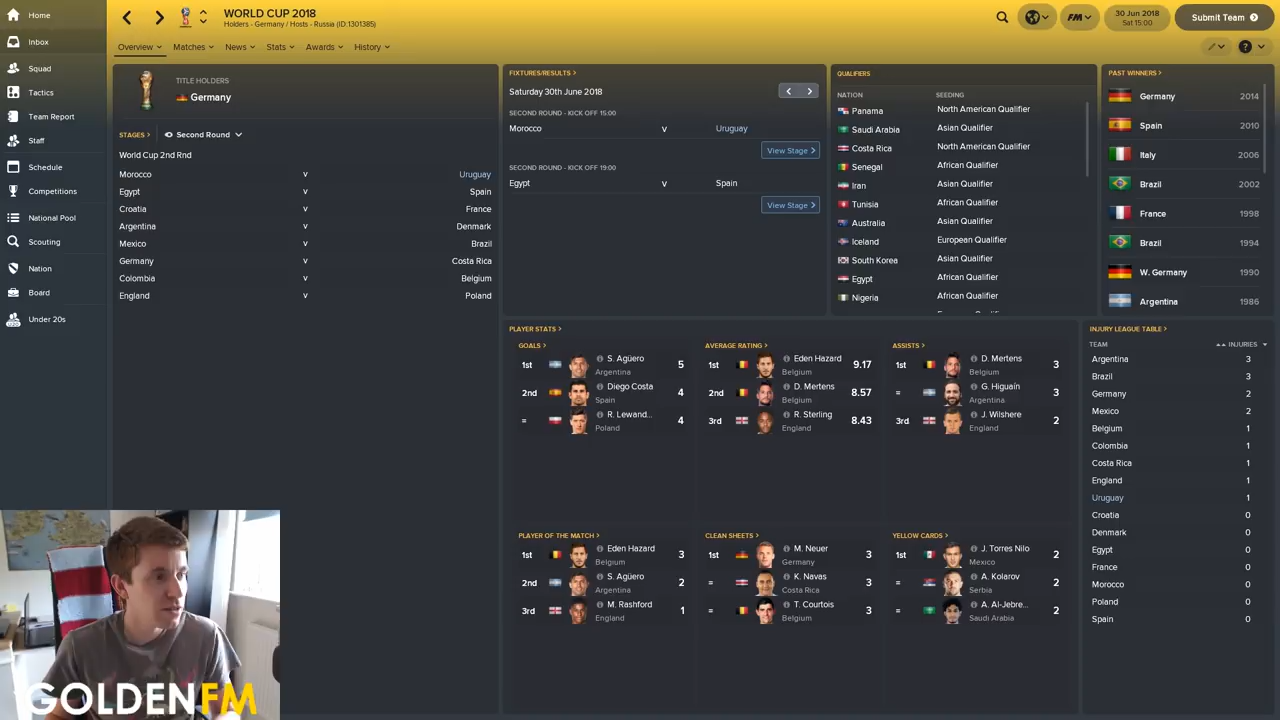 Home
Inbox
Squad
Tactics
Team Report
Staff
Schedule
Competitions
National Pool
Scouting
Nation
Board
Under 20s
WORLD CUP 2018
Holders - Germany / Hosts - Russia (ID:1301385)
FM
30 Jun 2018
Sat 15:00
Submit Team
Overview
Matches
News
Stats
Awards
History
?
TITLE HOLDERS
Germany
STAGES >
Second Round
World Cup 2nd Rnd
Morocco v Uruguay
Egypt v Spain
Croatia v France
Argentina v Denmark
Mexico v Brazil
Germany v Costa Rica
Colombia v Belgium
England v Poland
FIXTURES/RESULTS >
Saturday 30th June 2018
SECOND ROUND - KICK OFF 15:00
Morocco v Uruguay
View Stage >
SECOND ROUND - KICK OFF 19:00
Egypt v Spain
View Stage >
QUALIFIERS
NATION SEEDING
Panama North American Qualifier
Saudi Arabia Asian Qualifier
Costa Rica North American Qualifier
Senegal African Qualifier
Iran Asian Qualifier
Tunisia African Qualifier
Australia Asian Qualifier
Iceland European Qualifier
South Korea Asian Qualifier
Egypt African Qualifier
Nigeria African Qualifier
PAST WINNERS >
Germany 2014
Spain 2010
Italy 2006
Brazil 2002
France 1998
Brazil 1994
W. Germany 1990
Argentina 1986
PLAYER STATS >
GOALS >
1st S. Agüero 5
Argentina
2nd Diego Costa 4
Spain
= R. Lewand... 4
Poland
AVERAGE RATING >
1st Eden Hazard 9.17
Belgium
2nd D. Mertens 8.57
Belgium
3rd R. Sterling 8.43
England
ASSISTS >
1st D. Mertens 3
Belgium
= G. Higuaín 3
Argentina
3rd J. Wilshere 2
England
PLAYER OF THE MATCH >
1st Eden Hazard 3
Belgium
2nd S. Agüero 2
Argentina
3rd M. Rashford 1
England
CLEAN SHEETS >
1st M. Neuer 3
Germany
= K. Navas 3
Costa Rica
= T. Courtois 3
Belgium
YELLOW CARDS >
1st J. Torres Nilo 2
Mexico
= A. Kolarov 2
Serbia
= A. Al-Jebre... 2
Saudi Arabia
INJURY LEAGUE TABLE >
TEAM INJURIES
Argentina 3
Brazil 3
Germany 2
Mexico 2
Belgium 1
Colombia 1
Costa Rica 1
England 1
Uruguay 1
Croatia 0
Denmark 0
Egypt 0
France 0
Morocco 0
Poland 0
Spain 0
GOLDENFM